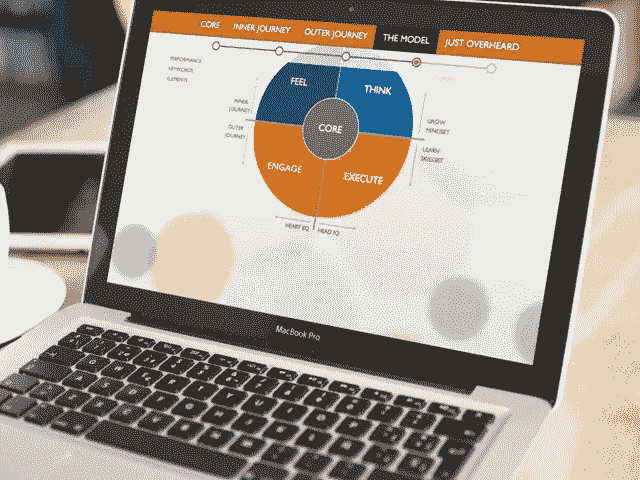 CORE INNER JOURNEY OUTER JOURNEY THE MODEL JUST OVERHEARD
PERFORMANCE
KEYWORDS
ELEMENTS
FEEL
THINK
INNER
JOURNEY
CORE
GROW
MINDSET
OUTER
JOURNEY
LEARN
SKILLSET
ENGAGE
EXECUTE
HEART EQ HEAD IQ
MacBook Pro